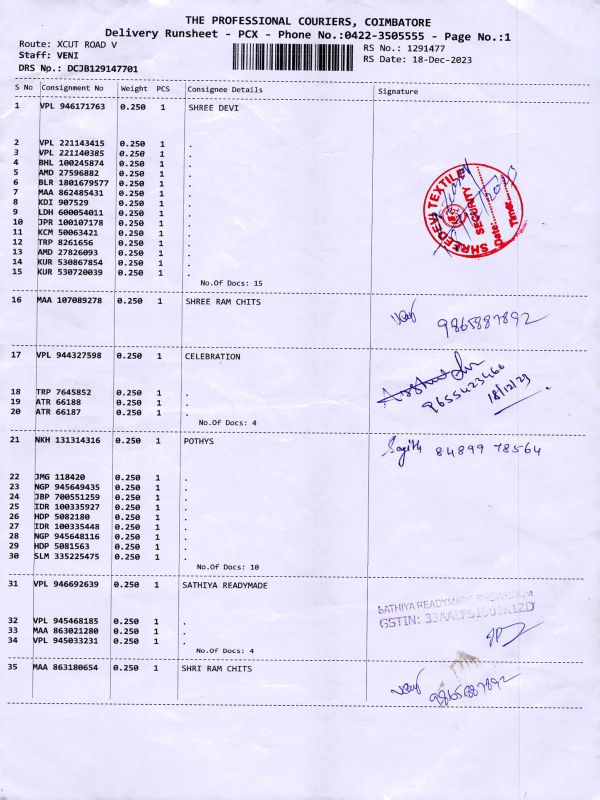 THE PROFESSIONAL COURIERS, COIMBATORE
Delivery Runsheet - PCX - Phone No.:0422-3505555 - Page No.:1
Route: XCUT ROAD V RS No.: 1291477
Staff: VENI RS Date: 18-Dec-2023
DRS No.: DCJB129147701
S No Consignment No Weight PCS Consignee Details Signature
1 VPL 946171763 0.250 1 SHREE DEVI
2 VPL 221143415 0.250 1 .
3 VPL 221140385 0.250 1 .
4 BHL 100245874 0.250 1 .
5 AMD 27596882 0.250 1 .
6 BLR 1801679577 0.250 1 .
7 MAA 862485431 0.250 1 .
8 KDI 907529 0.250 1 .
9 LDH 600054011 0.250 1 .
10 JPR 100107178 0.250 1 .
11 KCM 50063421 0.250 1 .
12 TRP 8261656 0.250 1 .
13 AMD 27826093 0.250 1 .
14 KUR 530867854 0.250 1 .
15 KUR 530720039 0.250 1 .
SHREEDEVI TEXTILE
SECURITY
Date:
Time:
No.Of Docs: 15
16 MAA 107089278 0.250 1 SHREE RAM CHITS
9865887892
17 VPL 944327598 0.250 1 CELEBRATION
9655423466
18/12/23
18 TRP 7645852 0.250 1 .
19 ATR 66188 0.250 1 .
20 ATR 66187 0.250 1 .
No.Of Docs: 4
21 NKH 131314316 0.250 1 POTHYS
84899 78564
22 JMG 118420 0.250 1 .
23 NGP 945649435 0.250 1 .
24 JBP 700551259 0.250 1 .
25 IDR 100335927 0.250 1 .
26 HDP 5082180 0.250 1 .
27 IDR 100335448 0.250 1 .
28 NGP 945648116 0.250 1 .
29 HDP 5081563 0.250 1 .
30 SLM 335225475 0.250 1 .
No.Of Docs: 10
31 VPL 946692639 0.250 1 SATHIYA READYMADE
SATHIYA READYMADE SHOWROOM
GSTIN:
32 VPL 945468185 0.250 1 .
33 MAA 863021280 0.250 1 .
34 VPL 945033231 0.250 1 .
No.Of Docs: 4
35 MAA 863180654 0.250 1 SHRI RAM CHITS
9865887892